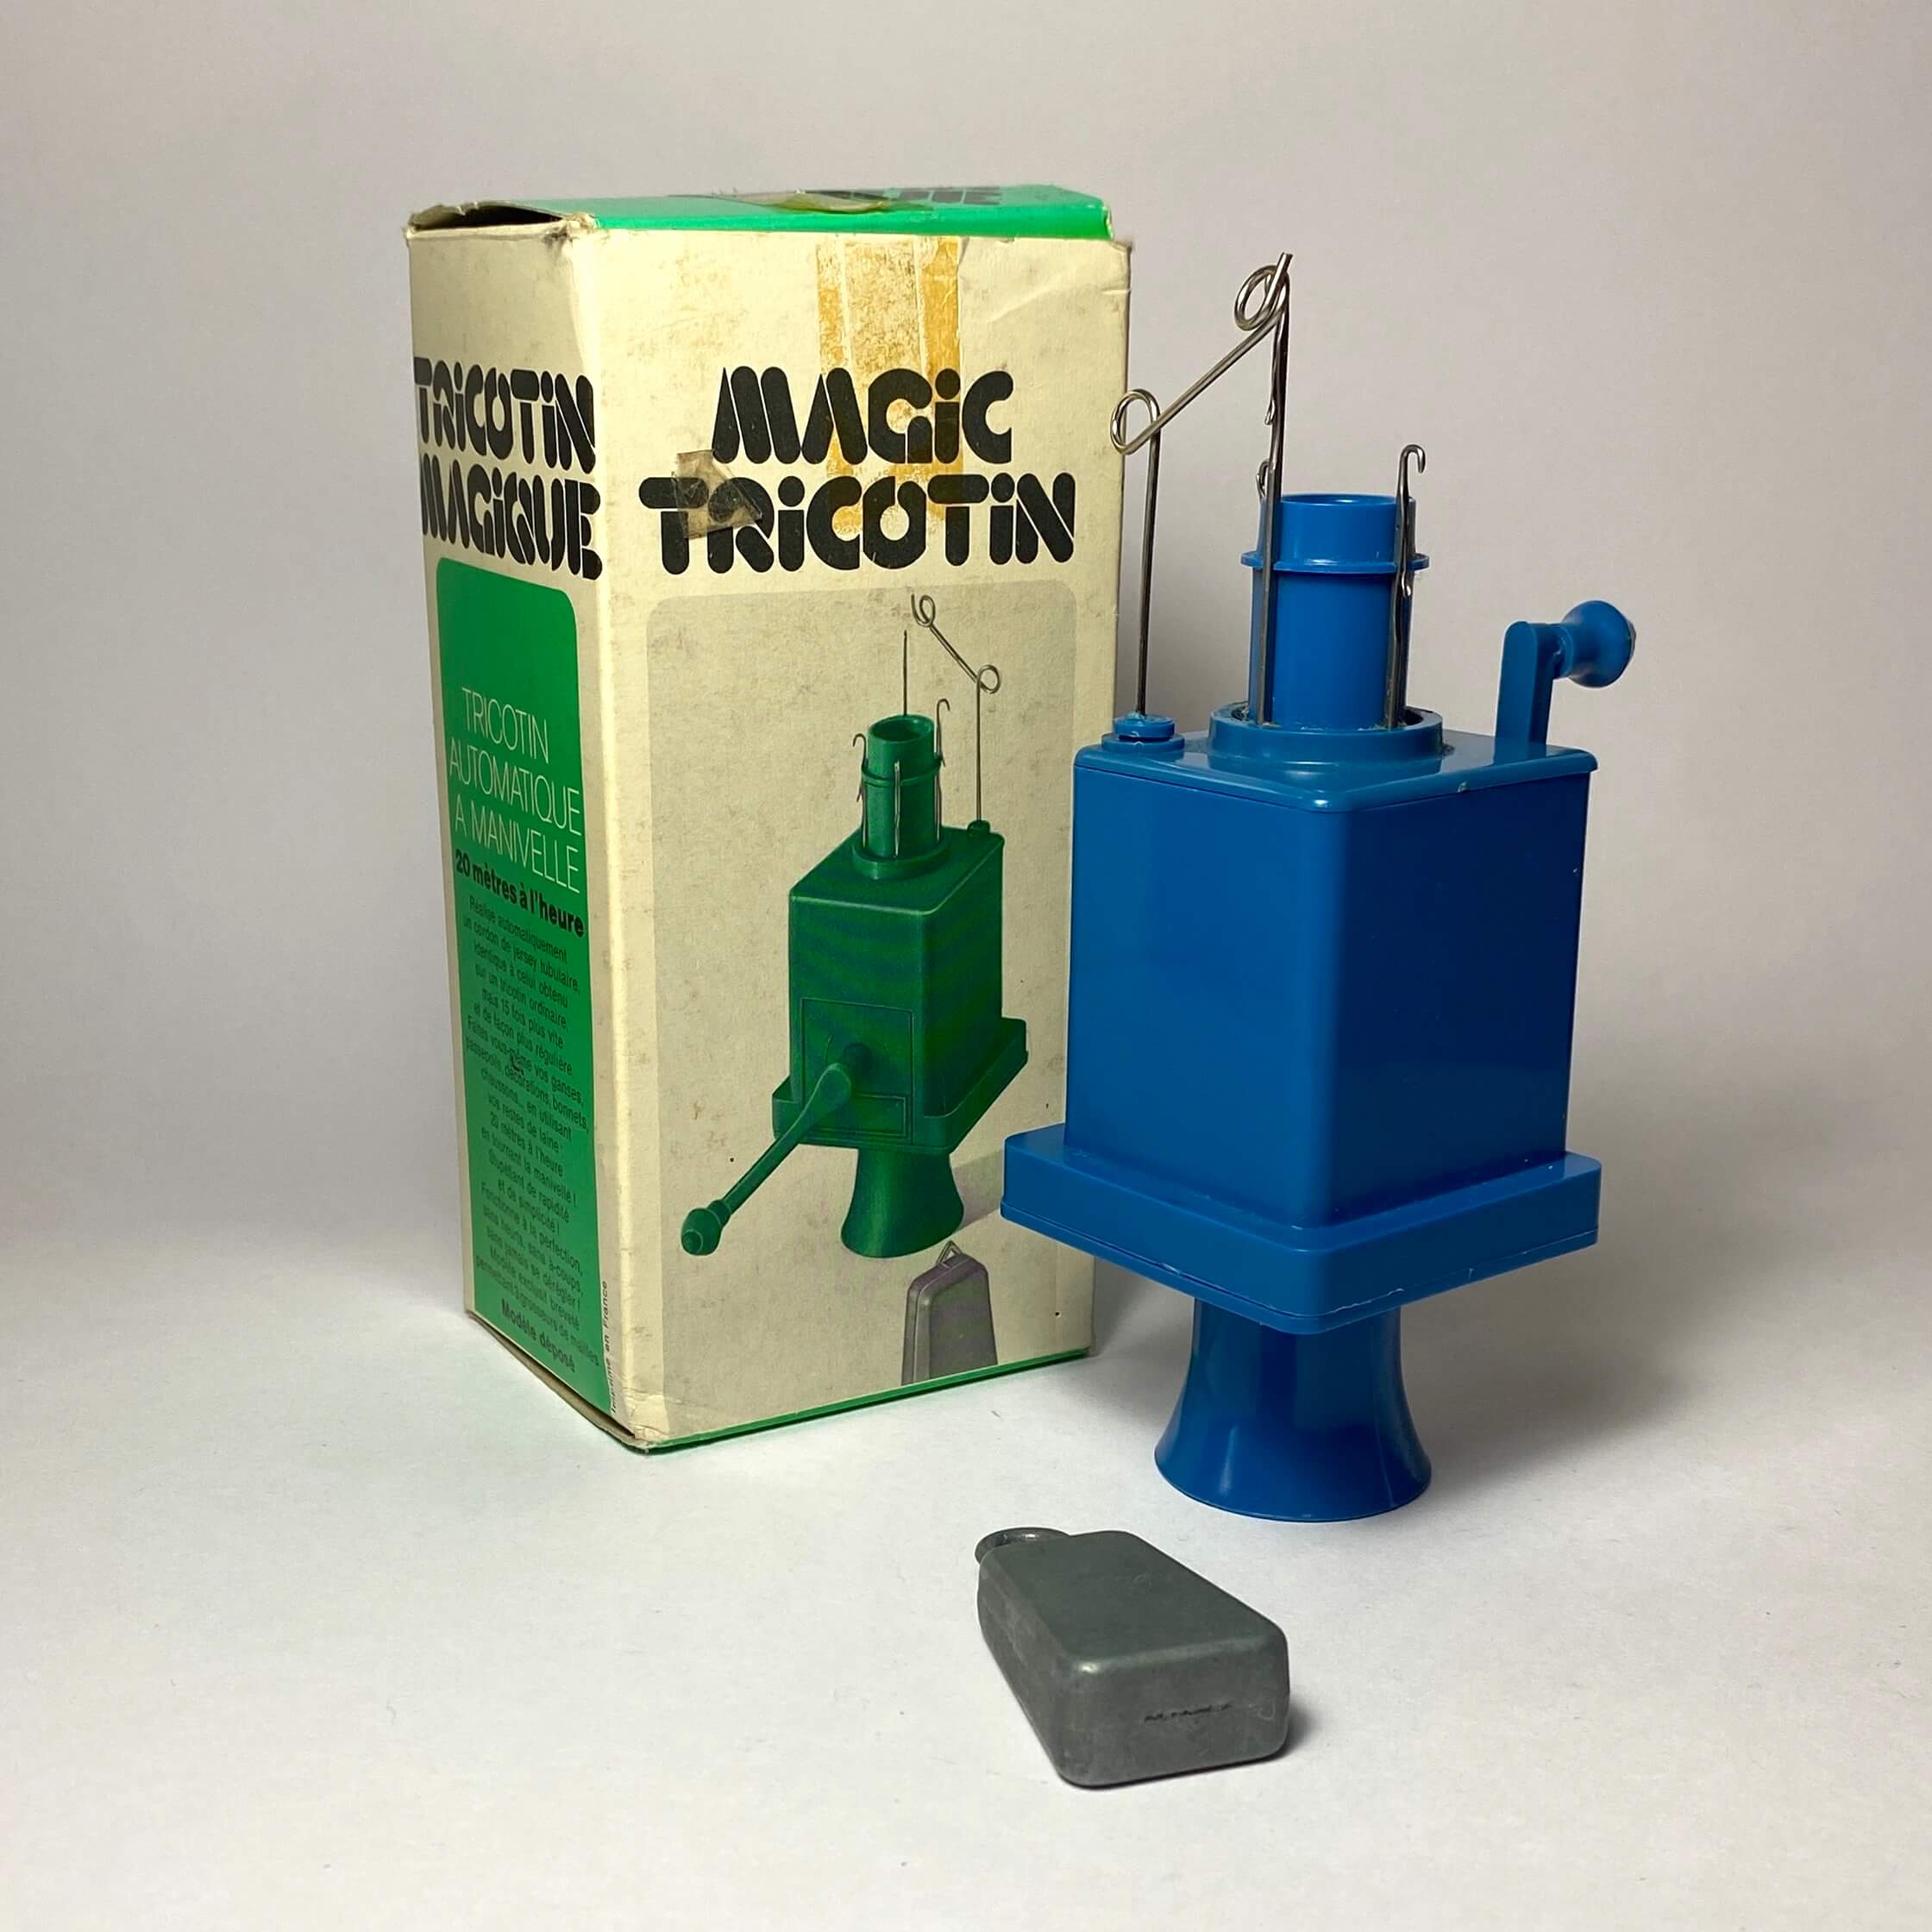 TRICOTIN
MAGIQUE
TRICOTIN
AUTOMATIQUE
A MANIVELLE
20 mètres à l'heure
Réalise automatiquement
un cordon de jersey tubulaire,
identique à celui obtenu
sur un tricotin ordinaire
mais 15 fois plus vite
et de façon plus régulière.
Faites vous-même vos ganses,
passepoils, décorations, bonnets,
chaussons... en utilisant
vos restes de laine:
20 mètres à l'heure
en tournant la manivelle!
Stupéfiant de rapidité
et de simplicité!
Fonctionne à la perfection,
sans heurts, sans à-coups,
sans jamais se dérégler!
Modèle exclusif breveté
permettant 3 grosseurs de mailles
Modèle déposé
Imprimé en France
MAGIC
TRICOTIN